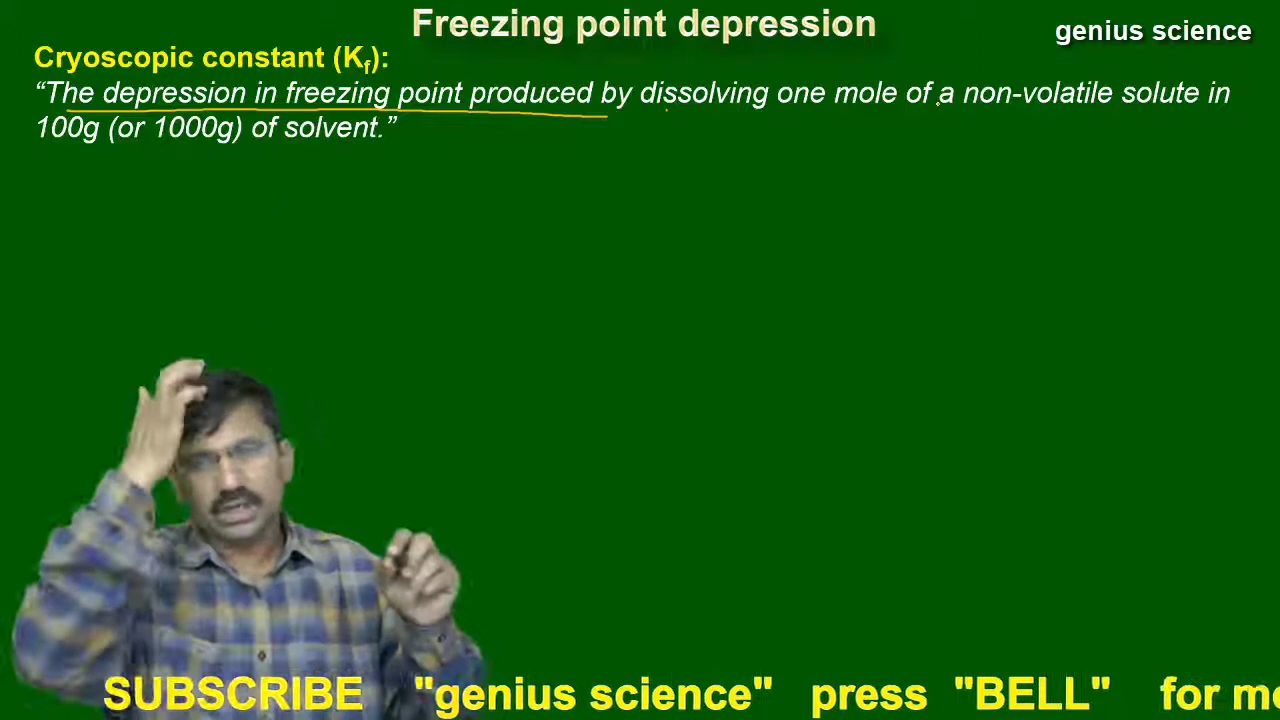 Freezing point depression
genius science
Cryoscopic constant (Kf):
“The depression in freezing point produced by dissolving one mole of a non-volatile solute in
100g (or 1000g) of solvent.”
SUBSCRIBE "genius science" press "BELL" for